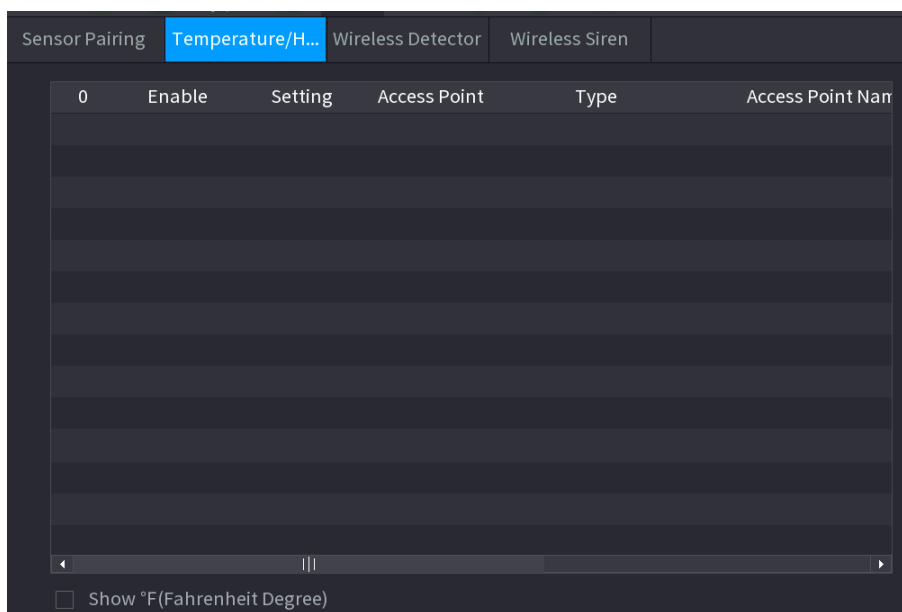 Sensor Pairing Temperature/H... Wireless Detector Wireless Siren
0 Enable Setting Access Point Type Access Point Nam
Show °F(Fahrenheit Degree)